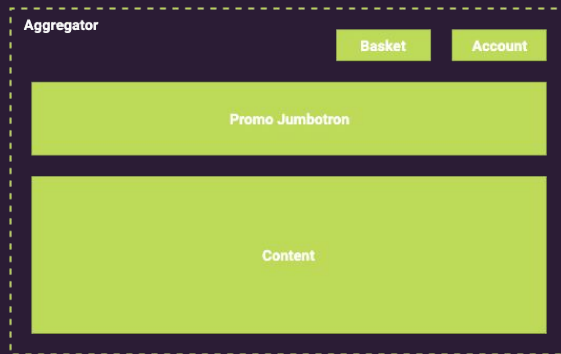 Aggregator
Basket Account
Promo Jumbotron
Content